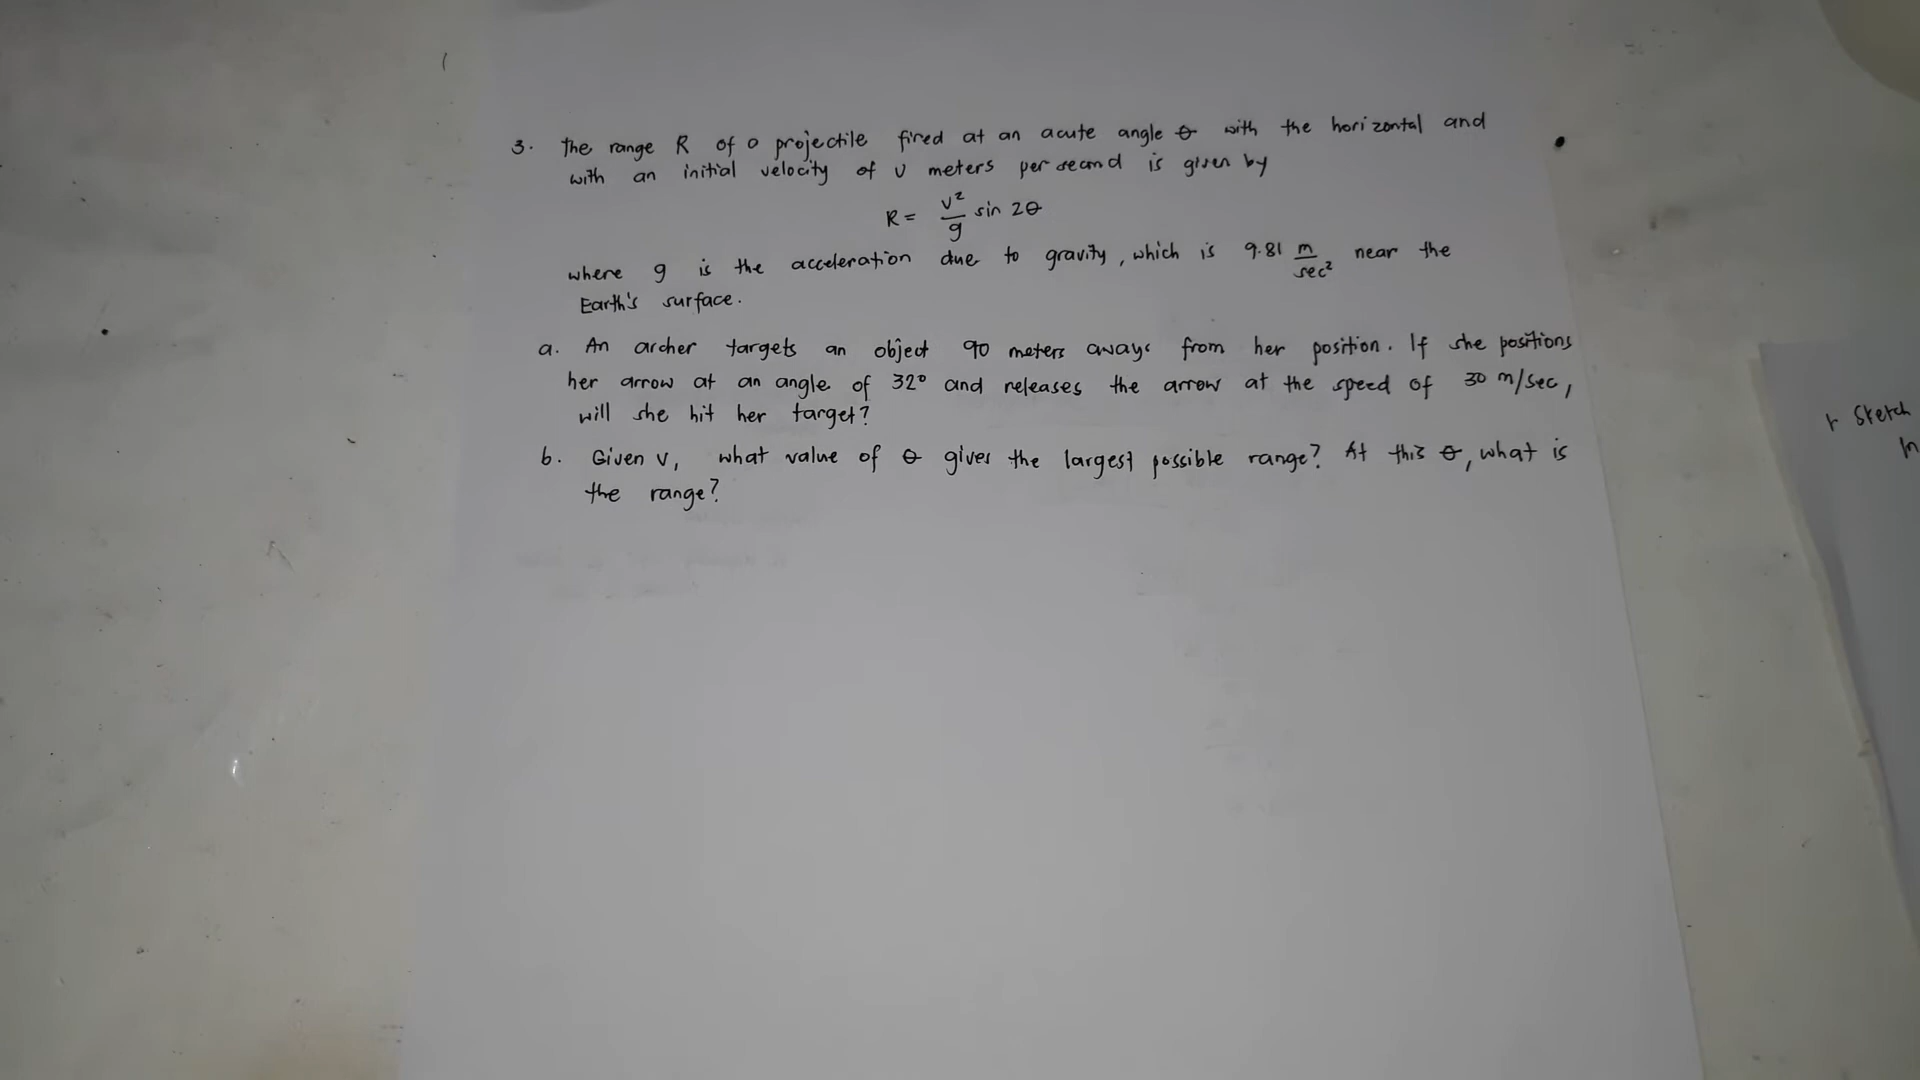 3. The range R of a projectile fired at an acute angle θ with the horizontal and
with an initial velocity of v meters per second is given by
R = v²/g sin 2θ
where g is the acceleration due to gravity, which is 9.81 m/sec² near the
Earth's surface.
a. An archer targets an object 90 meters aways from her position. If she positions
her arrow at an angle of 32° and releases the arrow at the speed of 30 m/sec,
will she hit her target?
b. Given v, what value of θ gives the largest possible range? At this θ, what is
the range?
Sketch